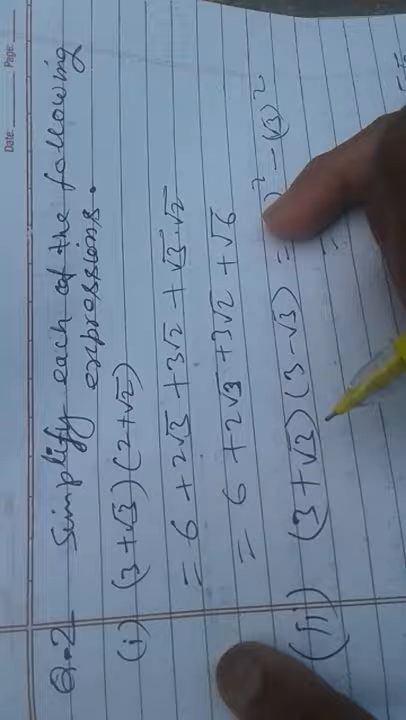 Date: Page:
Q.2 Simplify each of the following
expressions.
(i) (3+√3)(2+√2)
= 6 + 2√3 + 3√2 + √3·√2
= 6 + 2√3 + 3√2 + √6
(ii) (3+√3)(3-√3) = )² - (√3)²